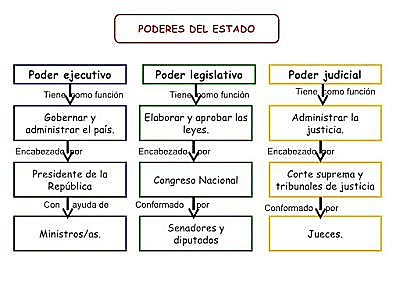 PODERES DEL ESTADO
Poder ejecutivo
Poder legislativo
Poder judicial
Tiene como función
Tiene como función
Tiene como función
Gobernar y
administrar el país.
Elaborar y aprobar las
leyes.
Administrar la
justicia.
Encabezado por
Encabezado por
Encabezado por
Presidente de la
República
Congreso Nacional
Corte suprema y
tribunales de justicia
Con ayuda de
Conformado por
Conformado por
Ministros/as.
Senadores y
diputados
Jueces.